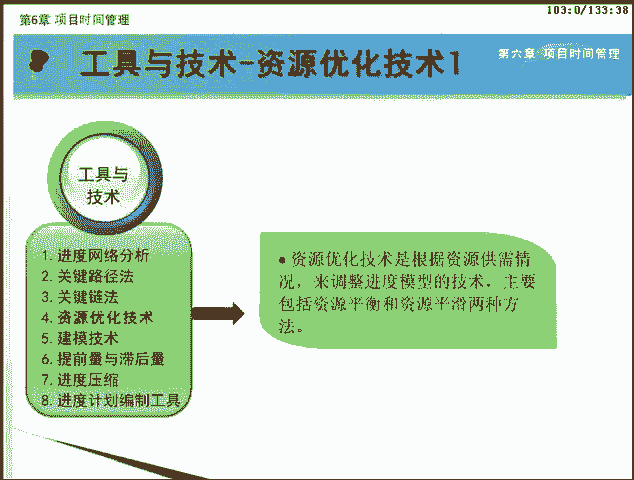 第6章 项目时间管理
103:0/133:38
工具与技术-资源优化技术1
第六章 项目时间管理
工具与
技术
1. 进度网络分析
2. 关键路径法
3. 关键链法
4. 资源优化技术
5. 建模技术
6. 提前量与滞后量
7. 进度压缩
8. 进度计划编制工具
• 资源优化技术是根据资源供需情
况，来调整进度模型的技术，主要
包括资源平衡和资源平滑两种方
法。